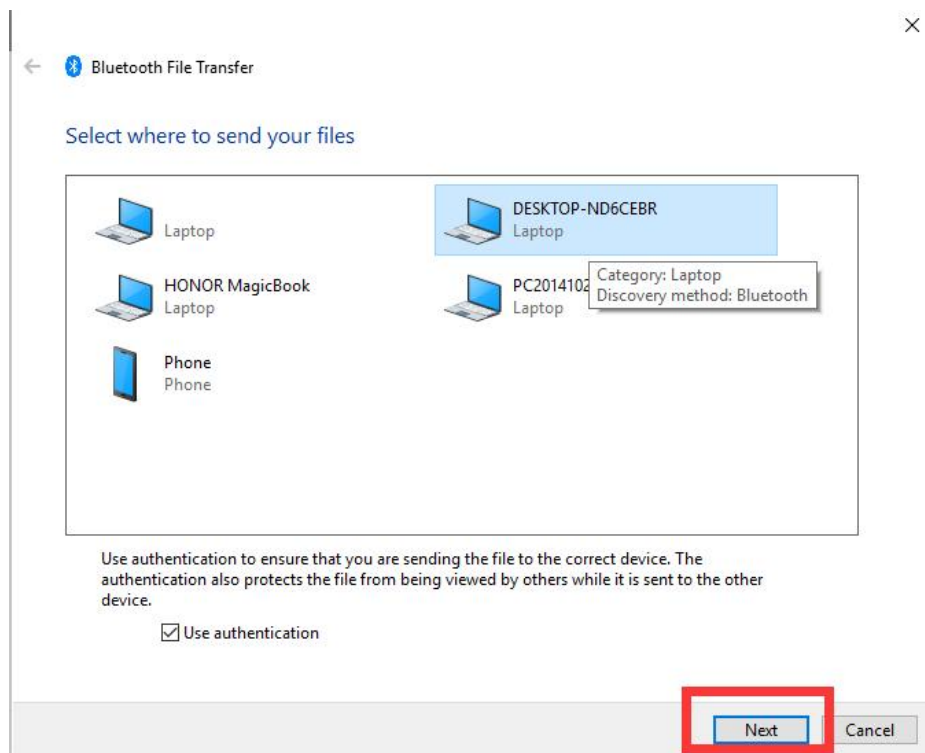 Bluetooth File Transfer
Select where to send your files
Laptop
DESKTOP-ND6CEBR
Laptop
HONOR MagicBook
Laptop
PC2014102
Laptop
Category: Laptop
Discovery method: Bluetooth
Phone
Phone
Use authentication to ensure that you are sending the file to the correct device. The
authentication also protects the file from being viewed by others while it is sent to the other
device.
Use authentication
Next
Cancel